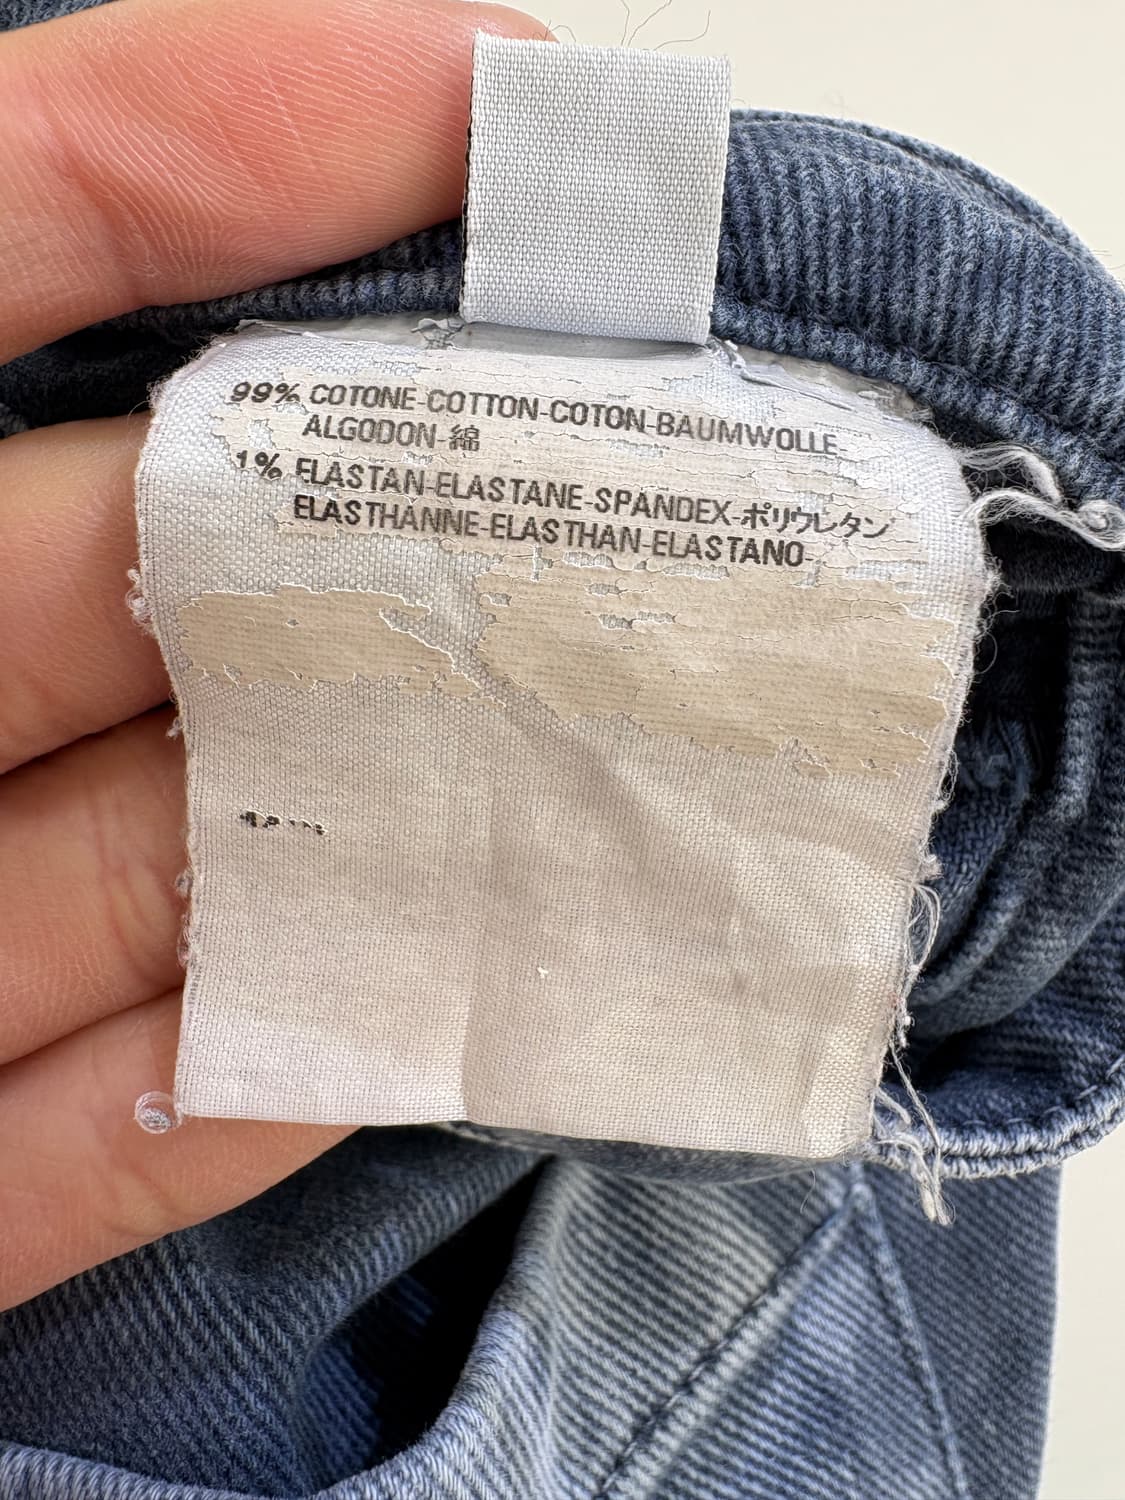 99% COTONE-COTTON-COTON-BAUMWOLLE-
ALGODON-綿
1% ELASTAN-ELASTANE-SPANDEX-ポリウレタン
ELASTHANNE-ELASTHAN-ELASTANO-